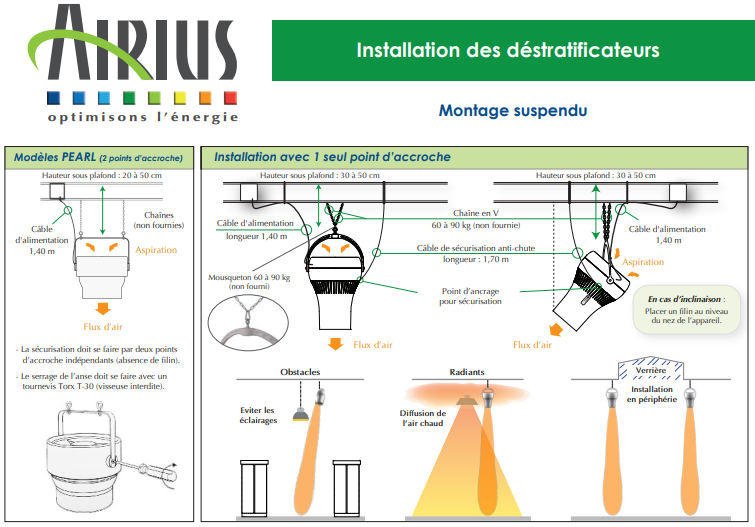 AIRIUS
optimisons l'énergie
Installation des déstratificateurs
Montage suspendu
Modèles PEARL (2 points d'accroche)
Hauteur sous plafond : 20 à 50 cm
Câble
d'alimentation
1,40 m
Chaînes
(non fournies)
Aspiration
Flux d'air
- La sécurisation doit se faire par deux points
d'accroche indépendants (absence de filin).
- Le serrage de l'anse doit se faire avec un
tournevis Torx T-30 (visseuse interdite).
Installation avec 1 seul point d'accroche
Hauteur sous plafond : 30 à 50 cm
Hauteur sous plafond : 30 à 50 cm
Câble d'alimentation
longueur 1,40 m
Chaîne en V
60 à 90 kg (non fournie)
Câble d'alimentation
1,40 m
Câble de sécurisation anti-chute
longueur : 1,70 m
Aspiration
Mousqueton 60 à 90 kg
(non fourni)
Point d'ancrage
pour sécurisation
En cas d'inclinaison :
Placer un filin au niveau
du nez de l'appareil.
Flux d'air
Flux d'air
Obstacles
Eviter les
éclairages
Radiants
Diffusion de
l'air chaud
Verrière
Installation
en périphérie